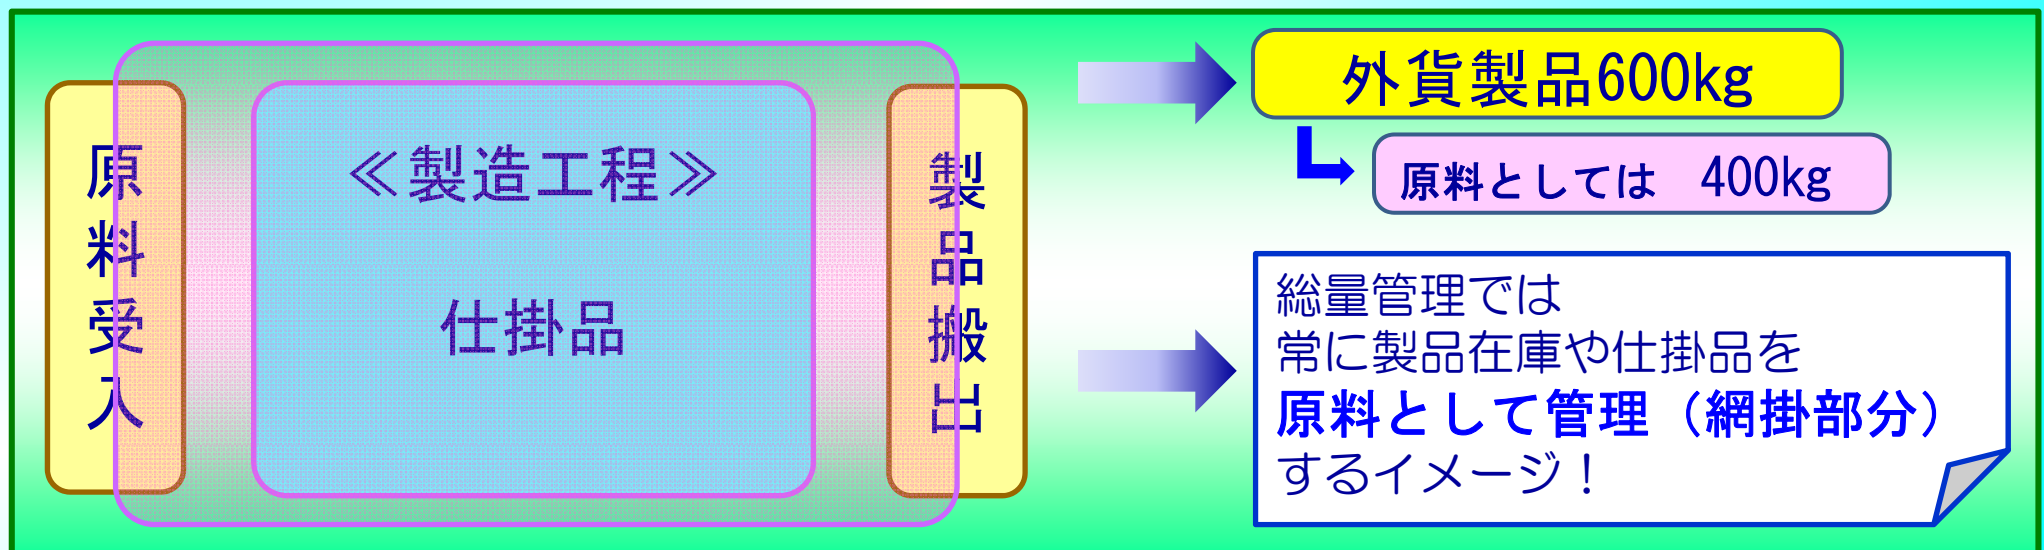 原料受入
≪製造工程≫
仕掛品
製品搬出
外貨製品600kg
原料としては　400kg
総量管理では
常に製品在庫や仕掛品を
原料として管理（網掛部分）
するイメージ！